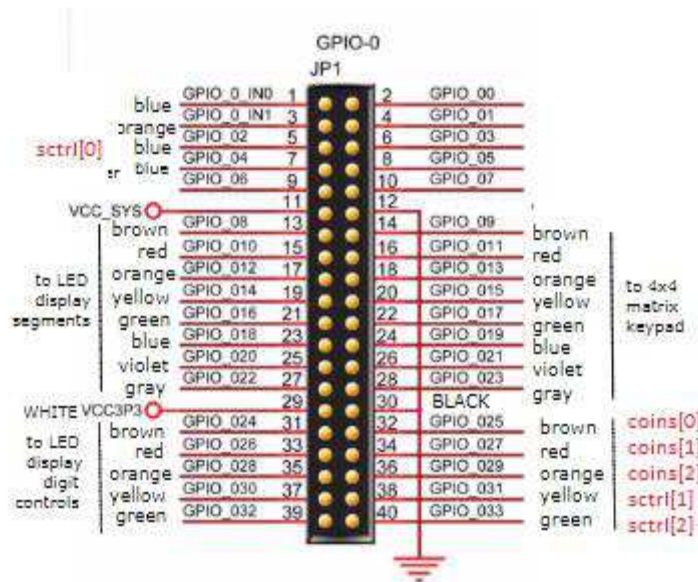 GPIO-0
JP1
blue GPIO_0_IN0 1 2 GPIO_00
orange GPIO_0_IN1 3 4 GPIO_01
sctrl[0] blue GPIO_02 5 6 GPIO_03
er blue GPIO_04 7 8 GPIO_05
GPIO_06 9 10 GPIO_07
VCC_SYS 11 12
brown GPIO_08 13 14 GPIO_09 brown
red GPIO_010 15 16 GPIO_011 red
orange GPIO_012 17 18 GPIO_013 orange
yellow GPIO_014 19 20 GPIO_015 yellow
green GPIO_016 21 22 GPIO_017 green
blue GPIO_018 23 24 GPIO_019 blue
violet GPIO_020 25 26 GPIO_021 violet
gray GPIO_022 27 28 GPIO_023 gray
to LED
display
segments
to 4x4
matrix
keypad
WHITE VCC3P3 29 30 BLACK
brown GPIO_024 31 32 GPIO_025 brown coins[0]
red GPIO_026 33 34 GPIO_027 red coins[1]
orange GPIO_028 35 36 GPIO_029 orange coins[2]
yellow GPIO_030 37 38 GPIO_031 yellow sctrl[1]
green GPIO_032 39 40 GPIO_033 green sctrl[2]
to LED
display
digit
controls